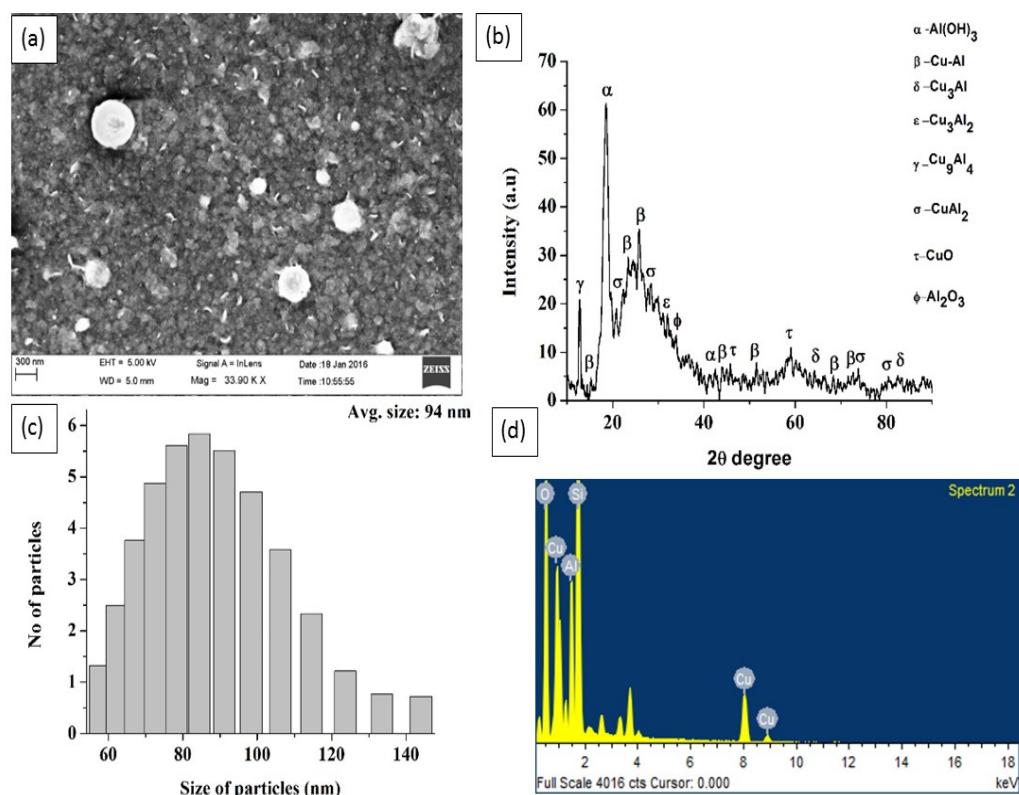 (a)
300 nm
EHT = 5.00 kV
Signal A = InLens
Date :18 Jan 2016
ZEISS
WD = 5.0 mm
Mag = 33.90 K X
Time :10:55:55
(b)
α -Al(OH)₃
β -Cu-Al
δ -Cu₃Al
ε -Cu₃Al₂
γ -Cu₉Al₄
σ -CuAl₂
τ-CuO
ϕ-Al₂O₃
Intensity (a.u)
70
60
50
40
30
20
10
0
α
γ
β
σ
β
β
σ
ε
ϕ
α
β
τ
β
τ
δ
β
β
σ
σ
δ
20
40
60
80
2θ degree
(c)
Avg. size: 94 nm
No of particles
6
5
4
3
2
1
0
60
80
100
120
140
Size of particles (nm)
(d)
Spectrum 2
O
Si
Cu
Al
Cu
Cu
2
4
6
8
10
12
14
16
18
Full Scale 4016 cts Cursor: 0.000
keV